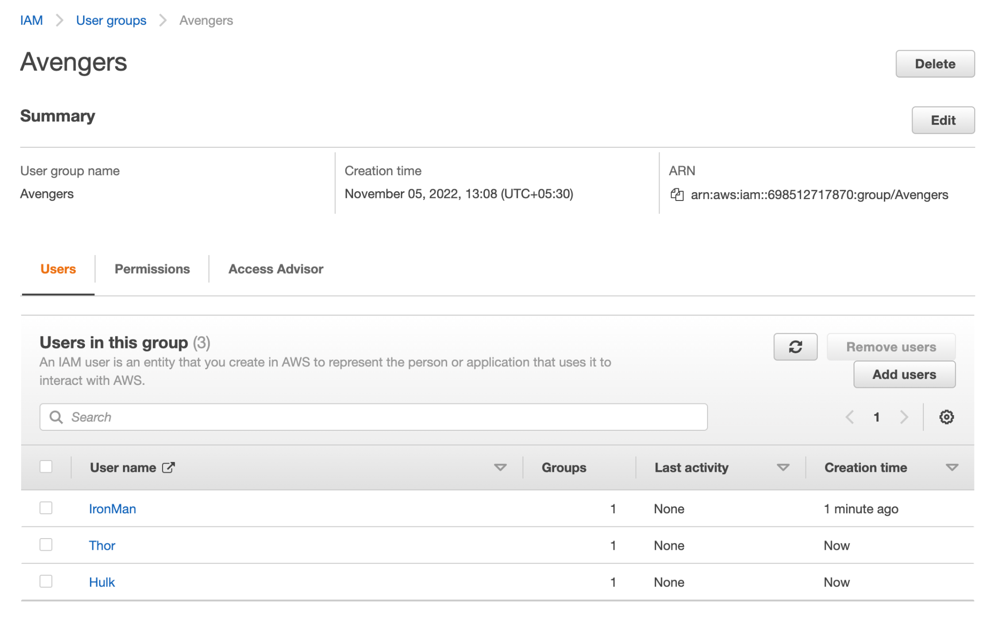 IAM User groups Avengers
Avengers
Delete
Summary
Edit
User group name
Avengers
Creation time
November 05, 2022, 13:08 (UTC+05:30)
ARN
arn:aws:iam::698512717870:group/Avengers
Users Permissions Access Advisor
Users in this group (3)
An IAM user is an entity that you create in AWS to represent the person or application that uses it to
interact with AWS.
Remove users
Add users
Search
1
User name Groups Last activity Creation time
IronMan 1 None 1 minute ago
Thor 1 None Now
Hulk 1 None Now